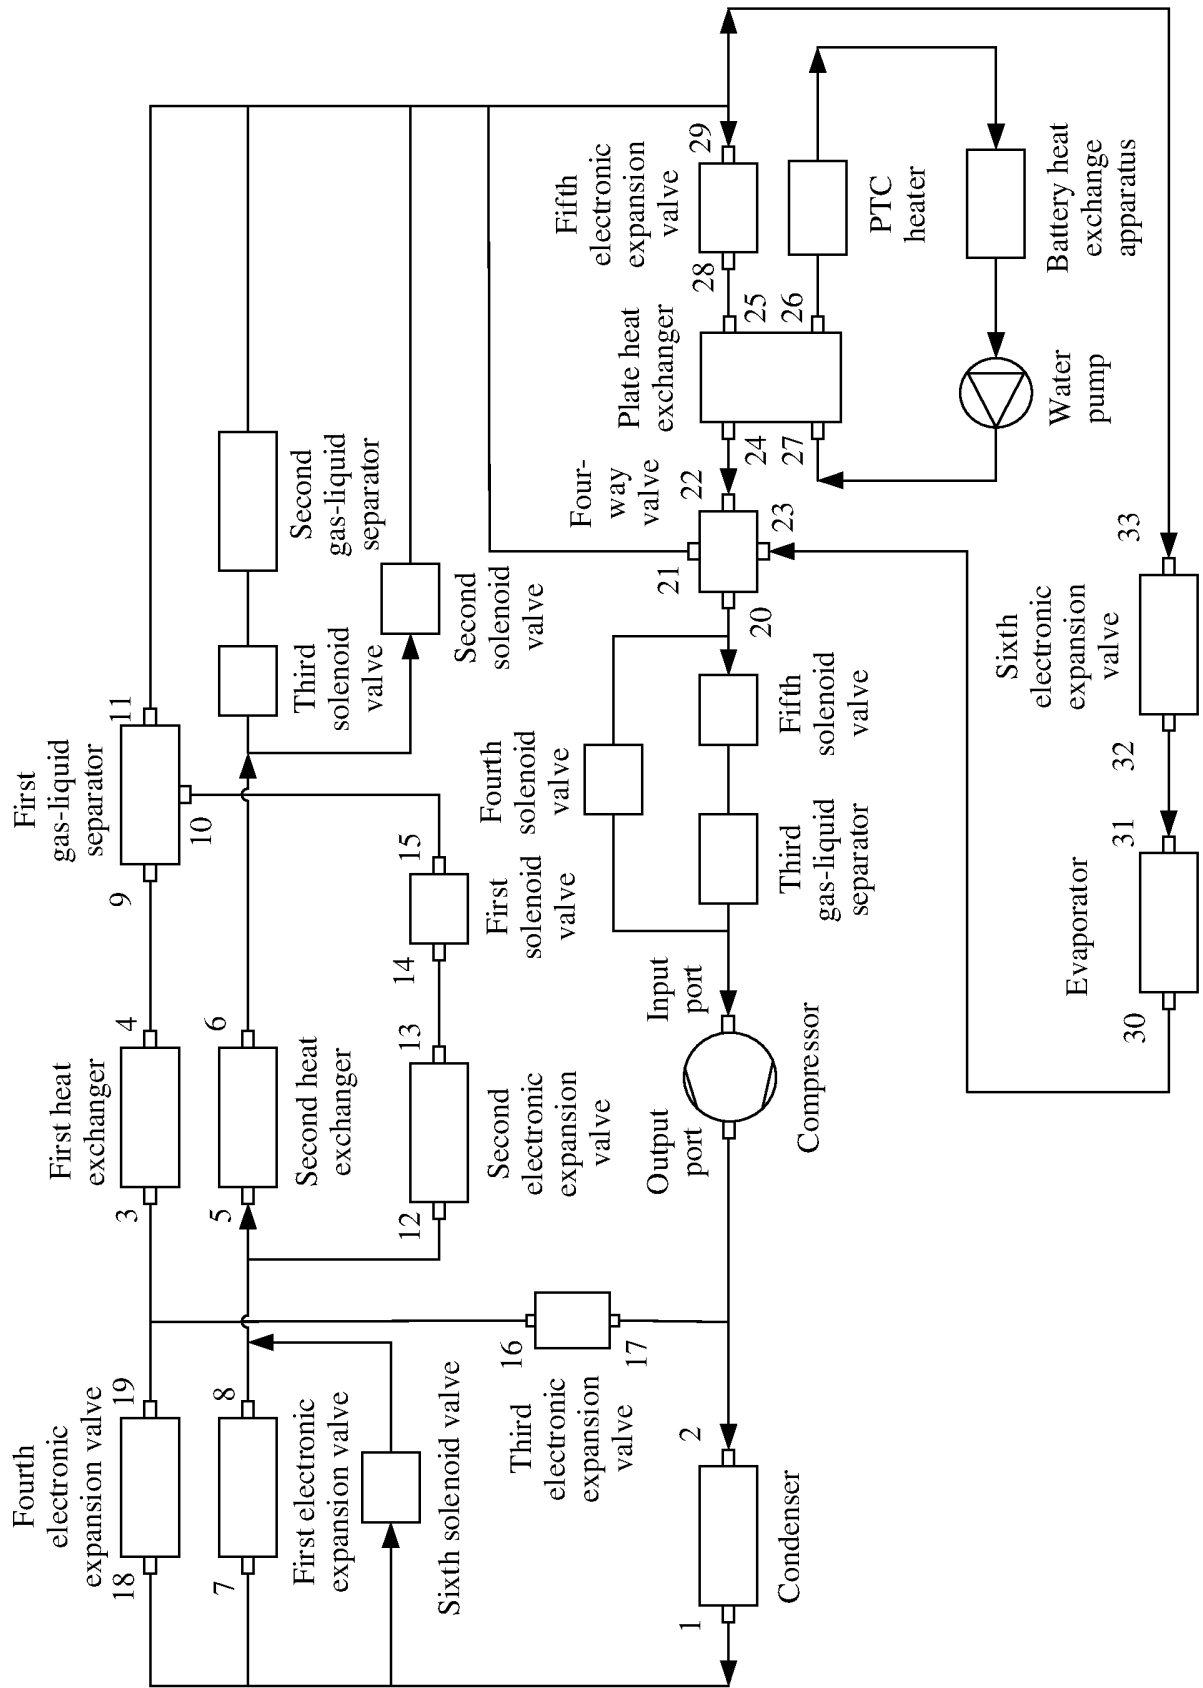 Fourth
electronic
expansion valve
18
19
7
8
First electronic
expansion valve
Sixth solenoid valve
First heat
exchanger
3
4
5
6
Second heat
exchanger
12
13
Second
electronic
expansion
valve
First
gas-liquid
separator
9
10
11
14
15
First
solenoid
valve
Third
solenoid
valve
Second
gas-liquid
separator
Second
solenoid
valve
16
17
Third
electronic
expansion
valve
1
2
Condenser
Output
port
Input
port
Compressor
Fourth
solenoid
valve
Third
gas-liquid
separator
Fifth
solenoid
valve
20
21
22
23
Four-
way
valve
24
25
26
27
Plate heat
exchanger
28
29
Fifth
electronic
expansion
valve
PTC
heater
Battery heat
exchange
apparatus
Water
pump
30
31
Evaporator
32
33
Sixth
electronic
expansion
valve